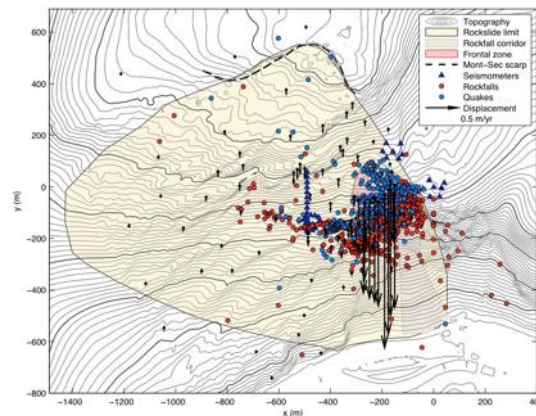 Topography
Rockslide limit
Rockfall corridor
Frontal zone
Mont-Sec scarp
Seismometers
Rockfalls
Quakes
Displacement
0.5 m/yr
y (m)
600
400
200
0
−200
−400
−600
−800
−1400 −1200 −1000 −800 −600 −400 −200 0 200
x (m)